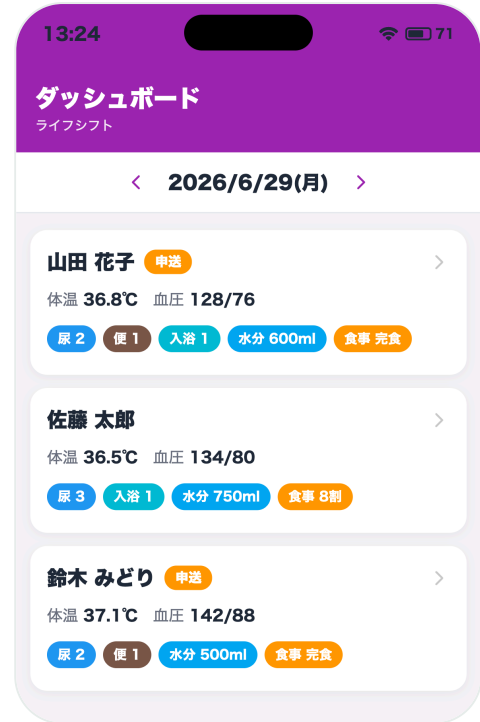 13:24 71
ダッシュボード
ライフシフト
2026/6/29(月)
山田 花子 申送
体温 36.8℃ 血圧 128/76
尿 2 便 1 入浴 1 水分 600ml 食事 完食
佐藤 太郎
体温 36.5℃ 血圧 134/80
尿 3 入浴 1 水分 750ml 食事 8割
鈴木 みどり 申送
体温 37.1℃ 血圧 142/88
尿 2 便 1 水分 500ml 食事 完食